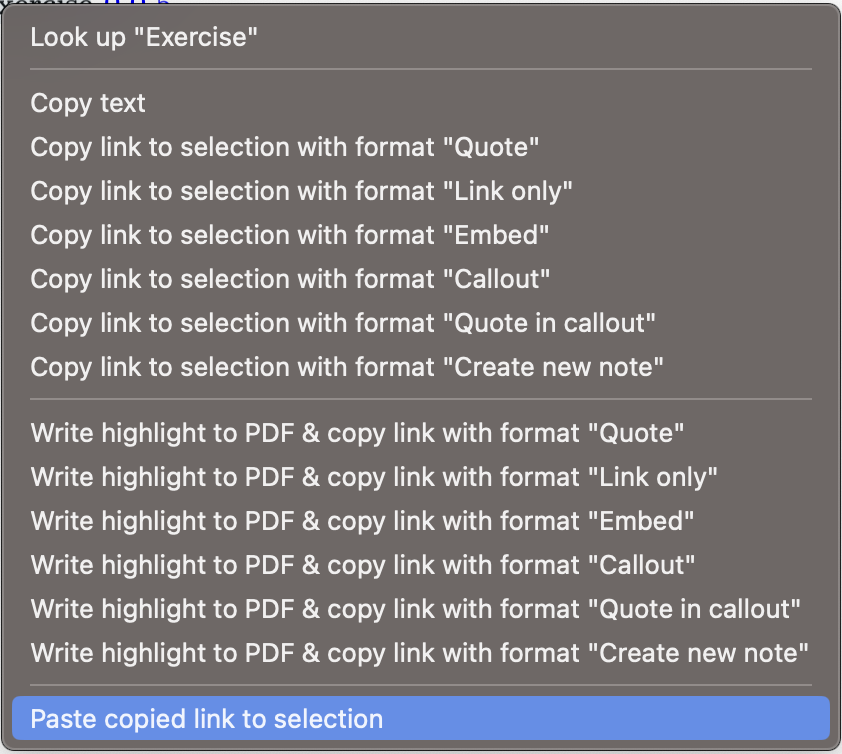 Look up "Exercise"
Copy text
Copy link to selection with format "Quote"
Copy link to selection with format "Link only"
Copy link to selection with format "Embed"
Copy link to selection with format "Callout"
Copy link to selection with format "Quote in callout"
Copy link to selection with format "Create new note"
Write highlight to PDF & copy link with format "Quote"
Write highlight to PDF & copy link with format "Link only"
Write highlight to PDF & copy link with format "Embed"
Write highlight to PDF & copy link with format "Callout"
Write highlight to PDF & copy link with format "Quote in callout"
Write highlight to PDF & copy link with format "Create new note"
Paste copied link to selection